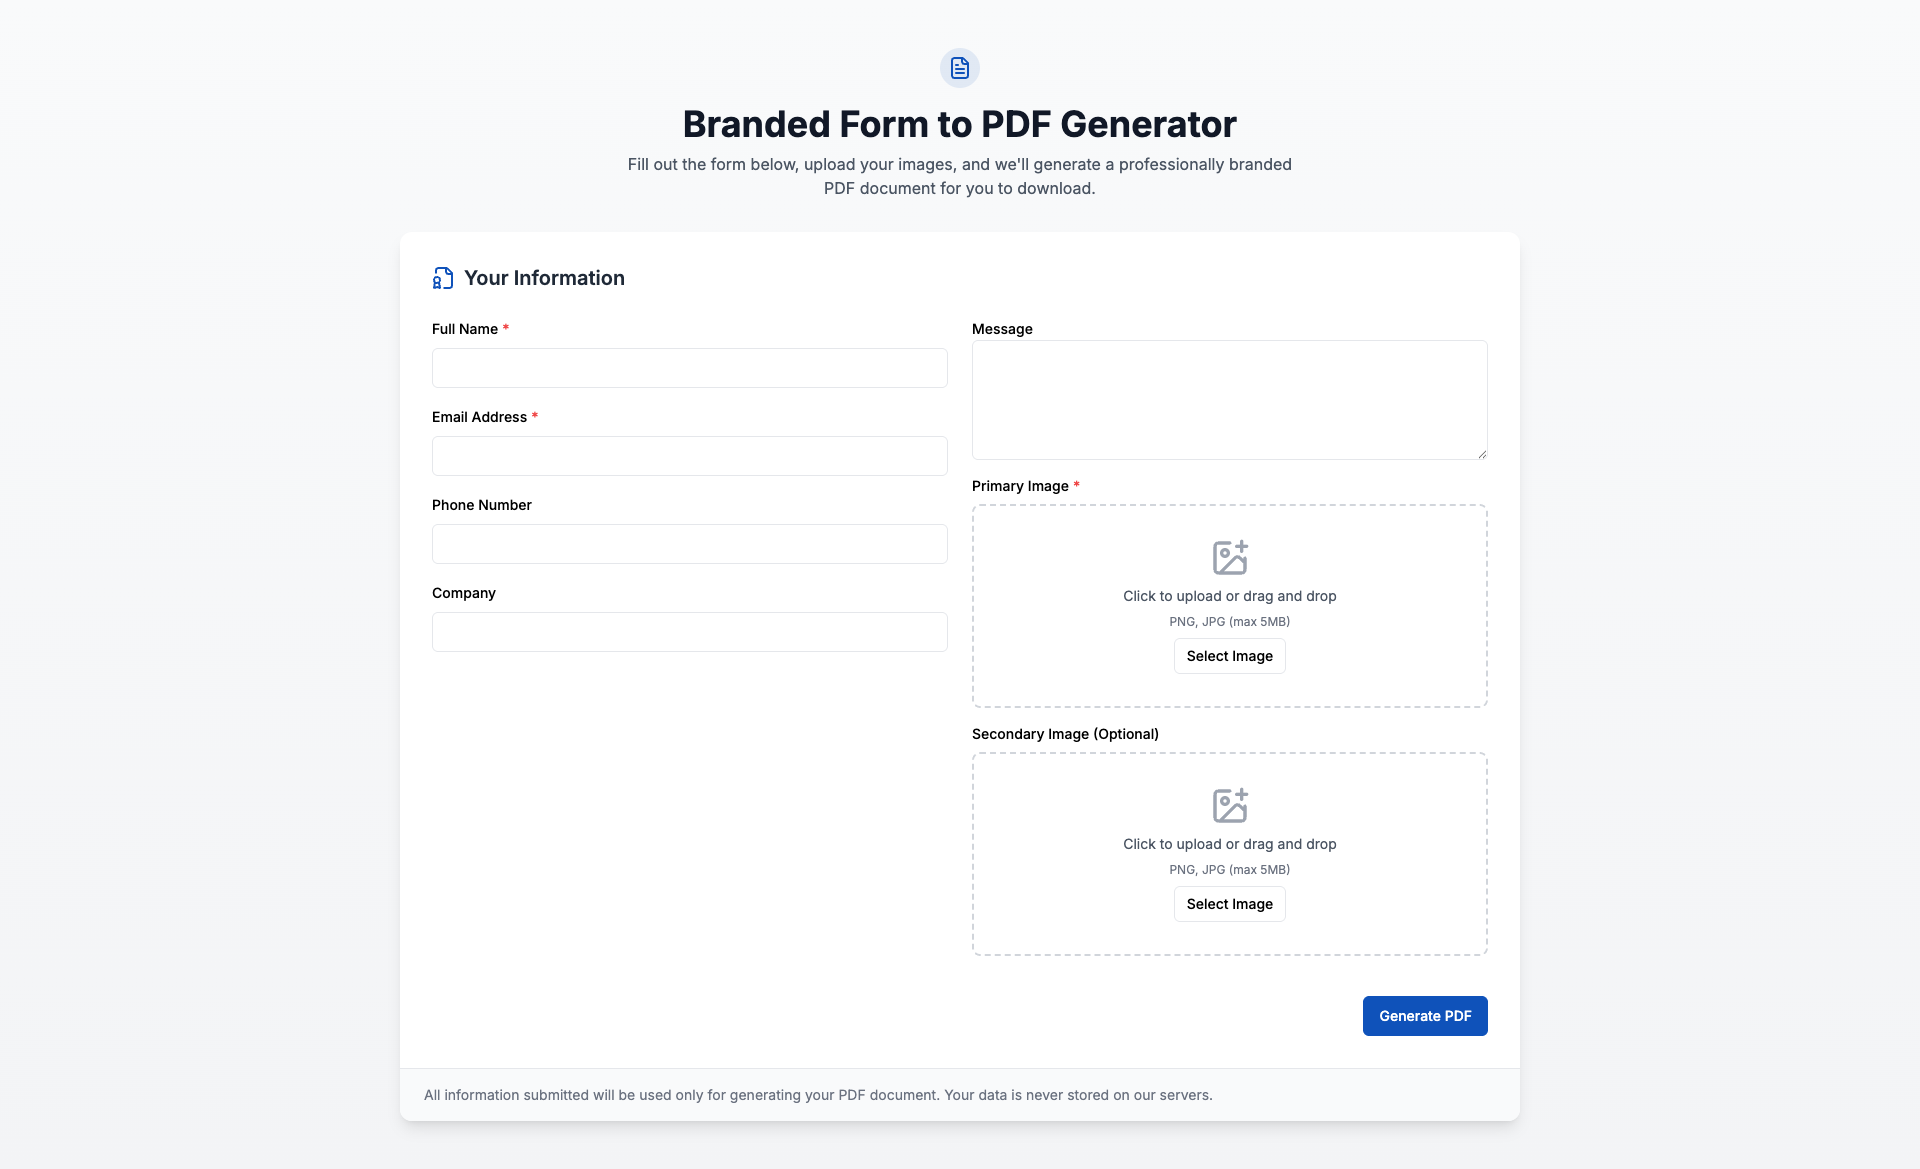 Branded Form to PDF Generator
Fill out the form below, upload your images, and we'll generate a professionally branded
PDF document for you to download.
Your Information
Full Name *
Email Address *
Phone Number
Company
Message
Primary Image *
Click to upload or drag and drop
PNG, JPG (max 5MB)
Select Image
Secondary Image (Optional)
Click to upload or drag and drop
PNG, JPG (max 5MB)
Select Image
Generate PDF
All information submitted will be used only for generating your PDF document. Your data is never stored on our servers.